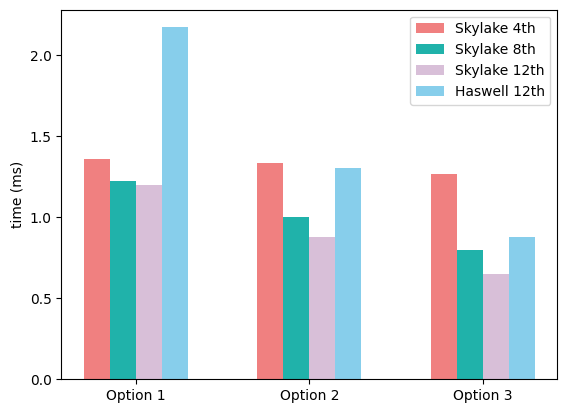 Skylake 4th
Skylake 8th
Skylake 12th
Haswell 12th
time (ms)
2.0
1.5
1.0
0.5
0.0
Option 1 Option 2 Option 3